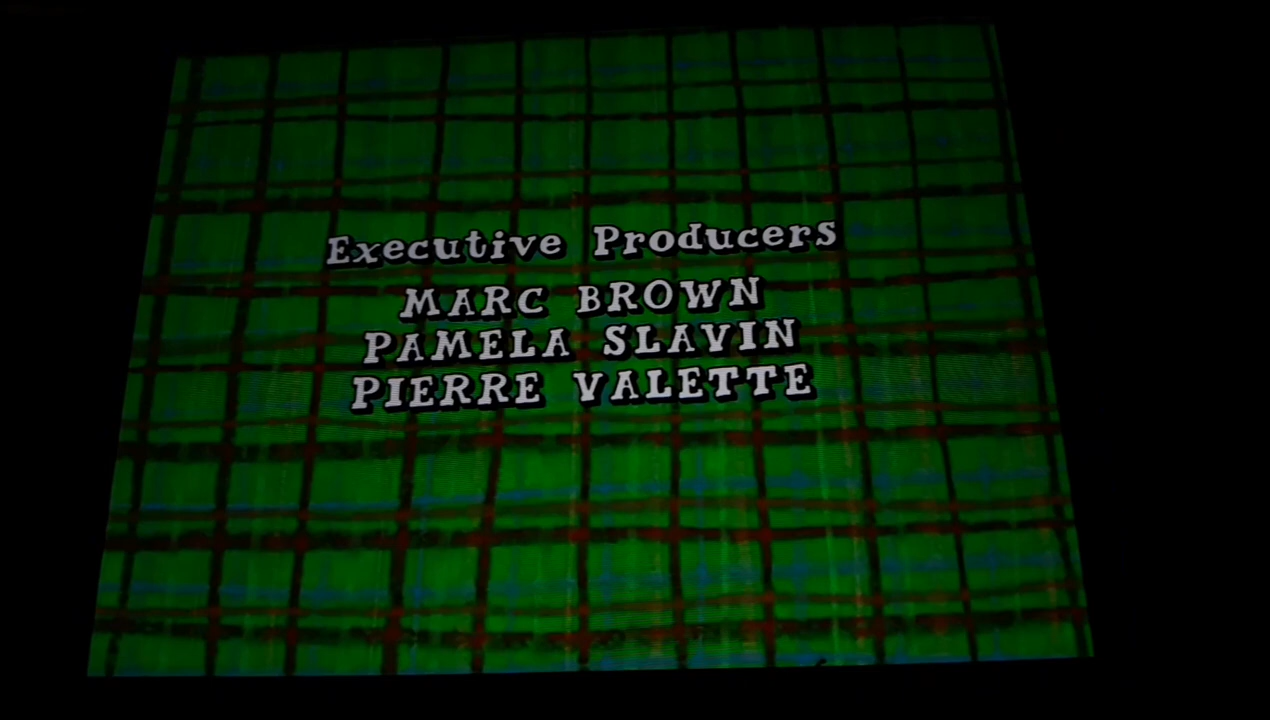 Executive Producers
MARC BROWN
PAMELA SLAVIN
PIERRE VALETTE